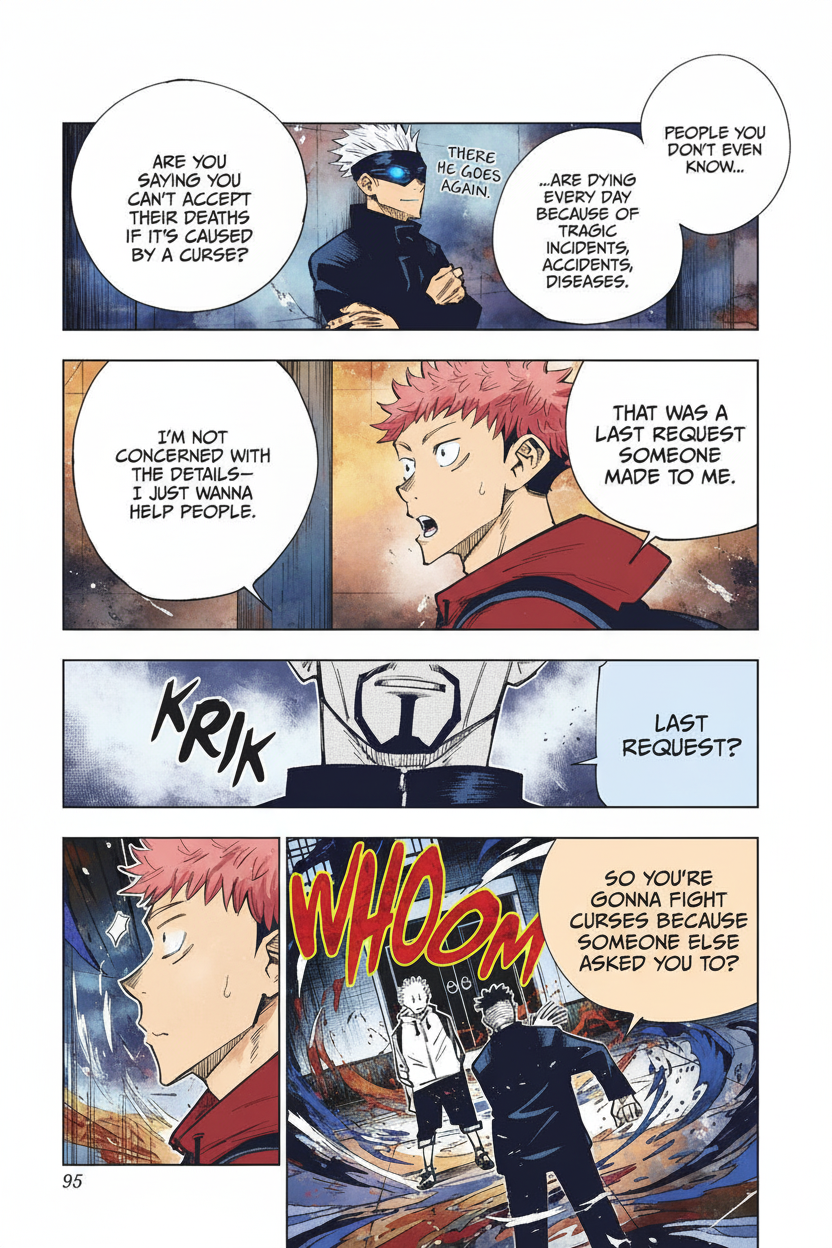 PEOPLE YOU
DON'T EVEN
KNOW...
...ARE DYING
EVERY DAY
BECAUSE OF
TRAGIC
INCIDENTS,
ACCIDENTS,
DISEASES.
THERE
HE GOES
AGAIN.
ARE YOU
SAYING YOU
CAN'T ACCEPT
THEIR DEATHS
IF IT'S CAUSED
BY A CURSE?
THAT WAS A
LAST REQUEST
SOMEONE
MADE TO ME.
I'M NOT
CONCERNED WITH
THE DETAILS—
I JUST WANNA
HELP PEOPLE.
LAST
REQUEST?
KRIK
SO YOU'RE
GONNA FIGHT
CURSES BECAUSE
SOMEONE ELSE
ASKED YOU TO?
WHOOM
95